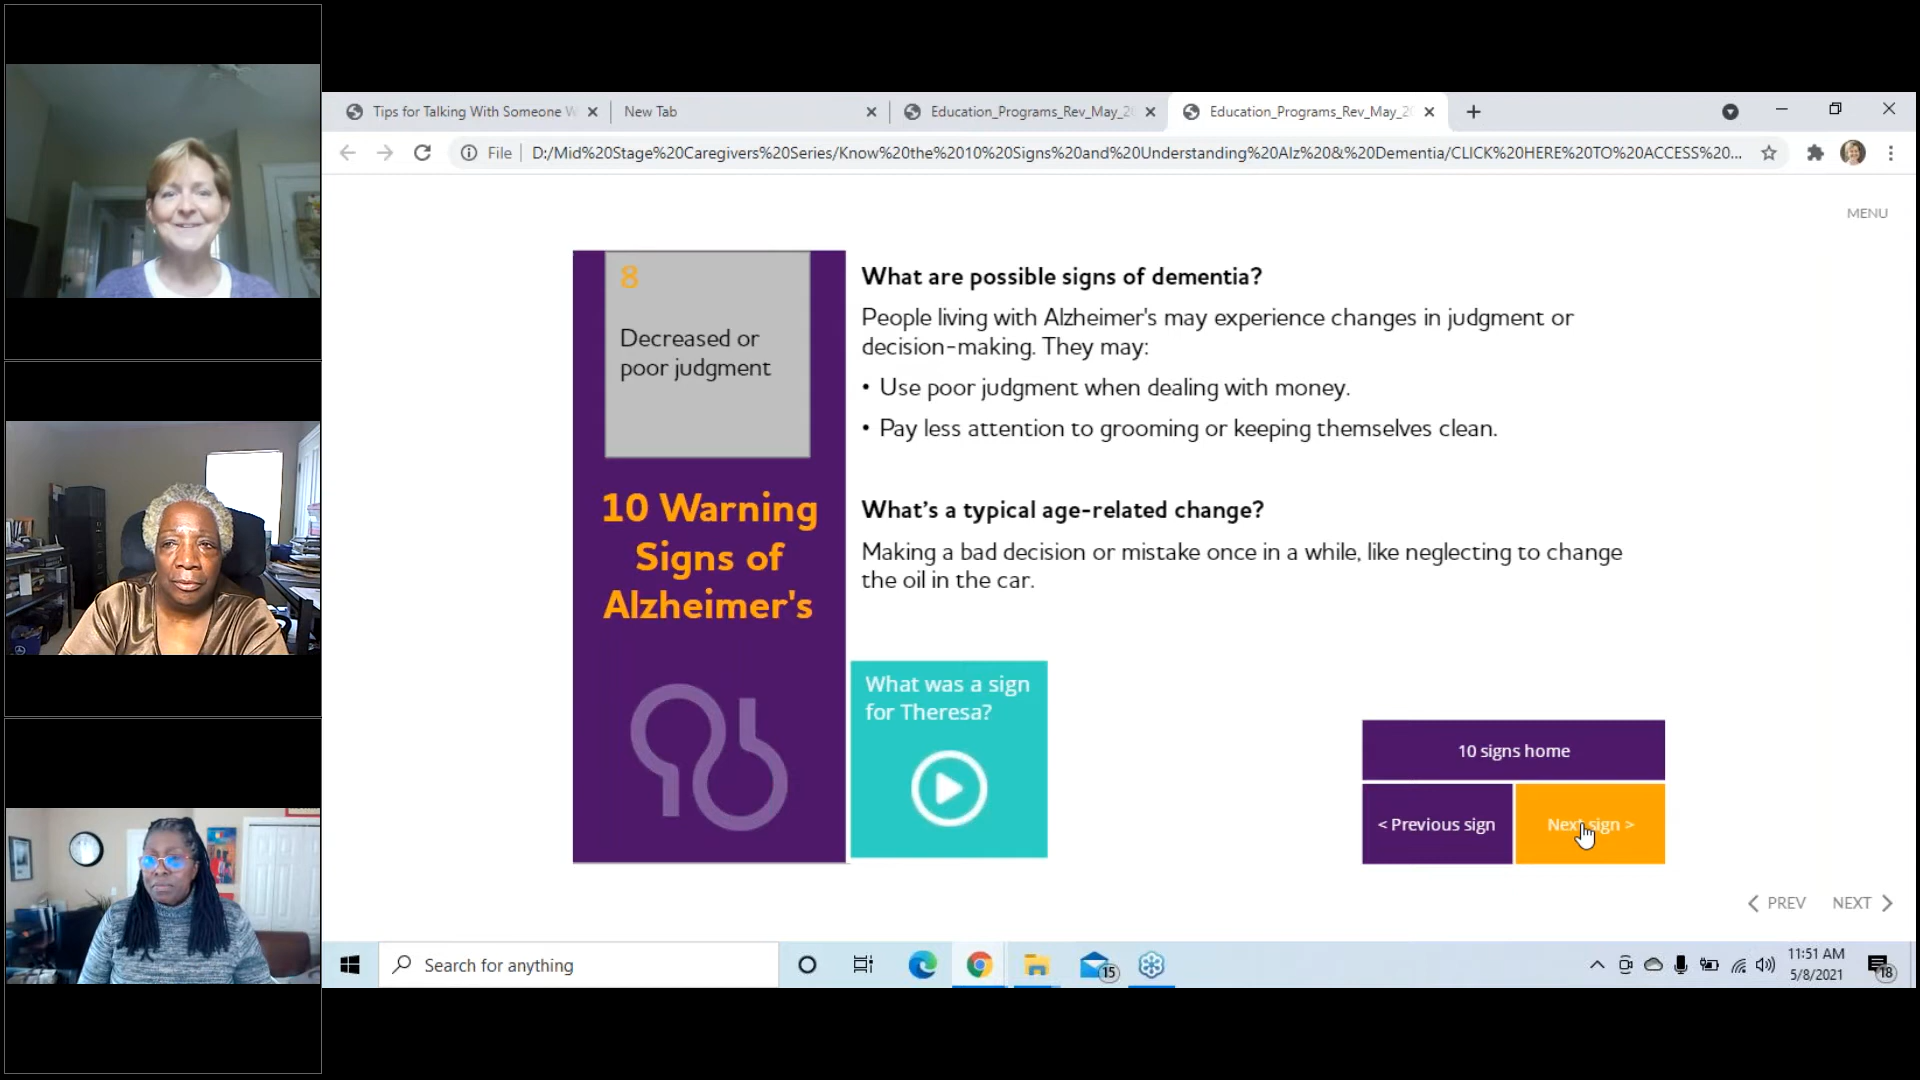 Tips for Talking With Someone W
New Tab
Education_Programs_Rev_May_2
Education_Programs_Rev_May_2
File
D:/Mid%20Stage%20Caregivers%20Series/Know%20the%2010%20Signs%20and%20Understanding%20Alz%20&%20Dementia/CLICK%20HERE%20TO%20ACCESS%20...
MENU
8
Decreased or
poor judgment
10 Warning
Signs of
Alzheimer's
What are possible signs of dementia?
People living with Alzheimer's may experience changes in judgment or
decision-making. They may:
• Use poor judgment when dealing with money.
• Pay less attention to grooming or keeping themselves clean.
What's a typical age-related change?
Making a bad decision or mistake once in a while, like neglecting to change
the oil in the car.
What was a sign
for Theresa?
10 signs home
< Previous sign
Next sign >
PREV
NEXT
Search for anything
15
11:51 AM
5/8/2021
18